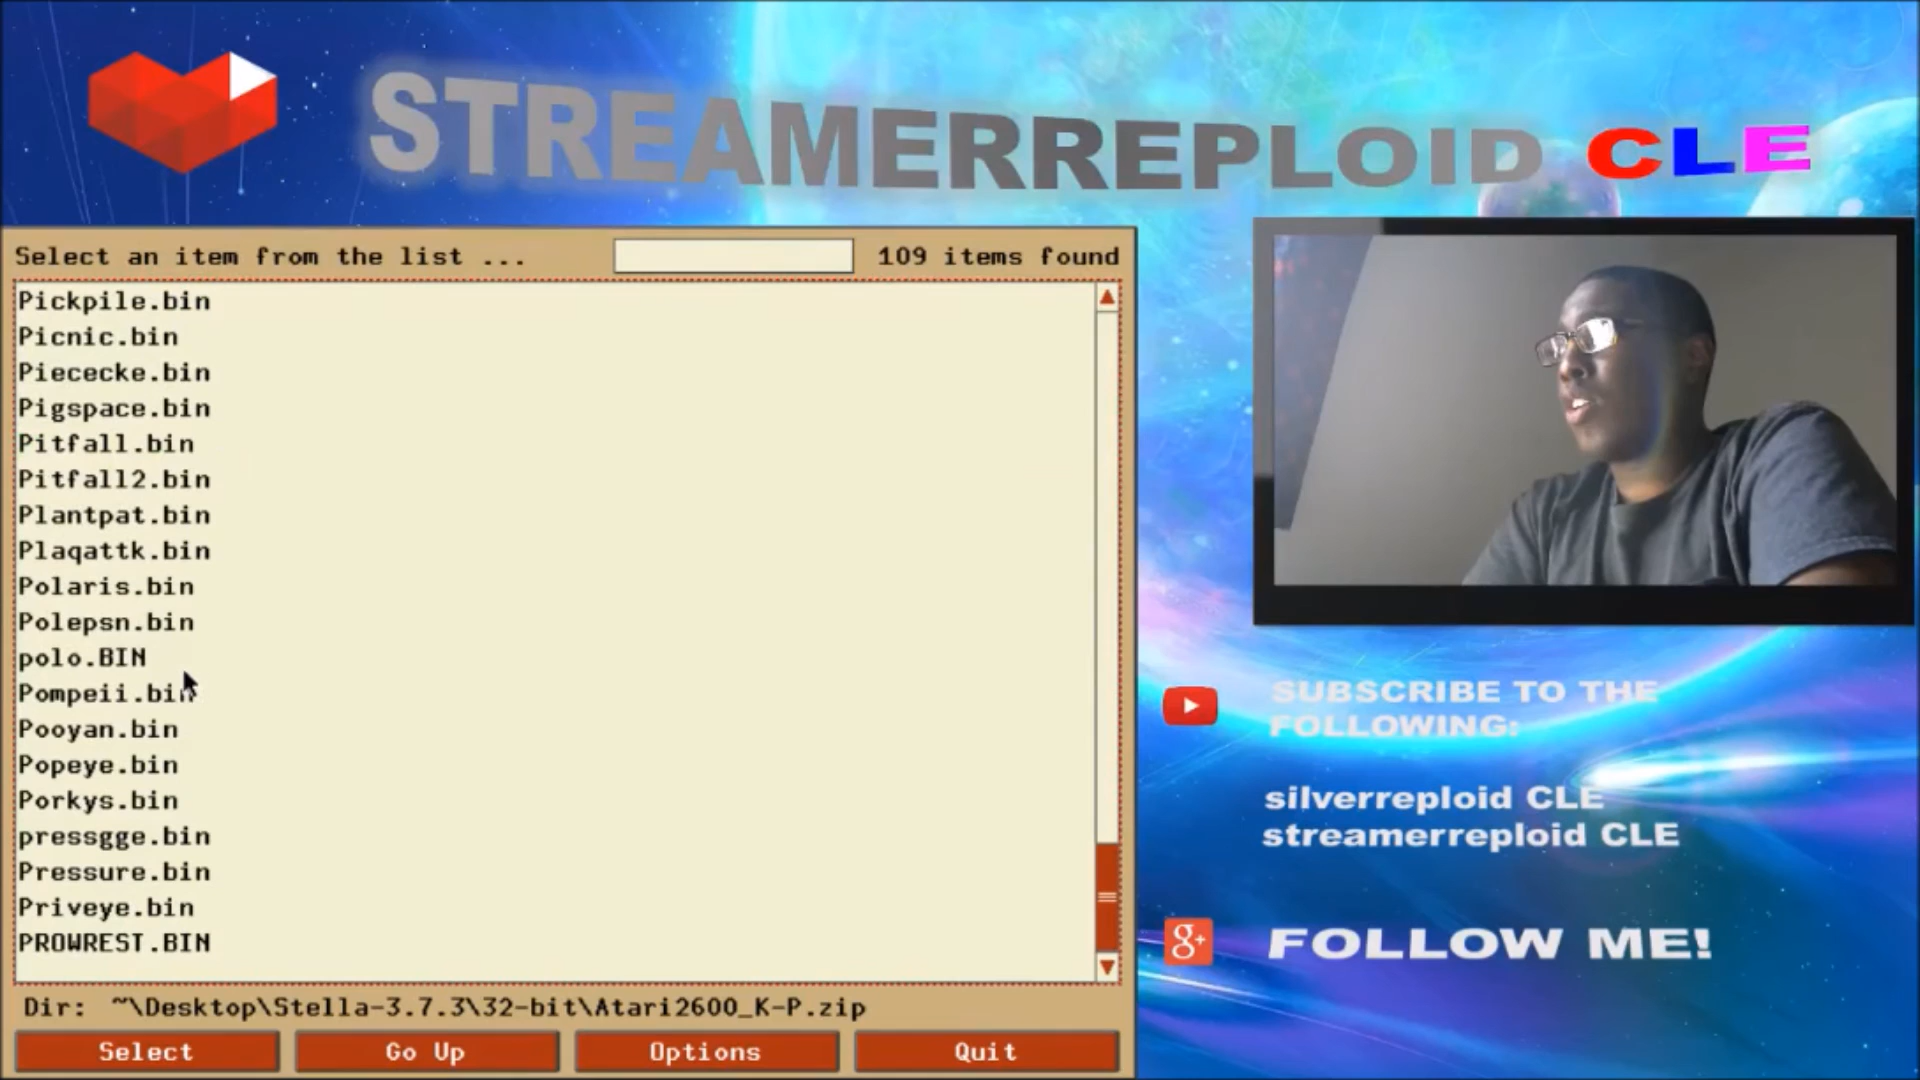 STREAMERREPLOID CLE
Select an item from the list ... 109 items found
Pickpile.bin
Picnic.bin
Piececke.bin
Pigspace.bin
Pitfall.bin
Pitfall2.bin
Plantpat.bin
Plaqattk.bin
Polaris.bin
Polepsn.bin
polo.BIN
Pompeii.bin
Pooyan.bin
Popeye.bin
Porkys.bin
pressgge.bin
Pressure.bin
Priveye.bin
PROWREST.BIN
Dir: ~\Desktop\Stella-3.7.3\32-bit\Atari2600_K-P.zip
Select Go Up Options Quit
SUBSCRIBE TO THE
FOLLOWING:
silverreploid CLE
streamerreploid CLE
g+ FOLLOW ME!